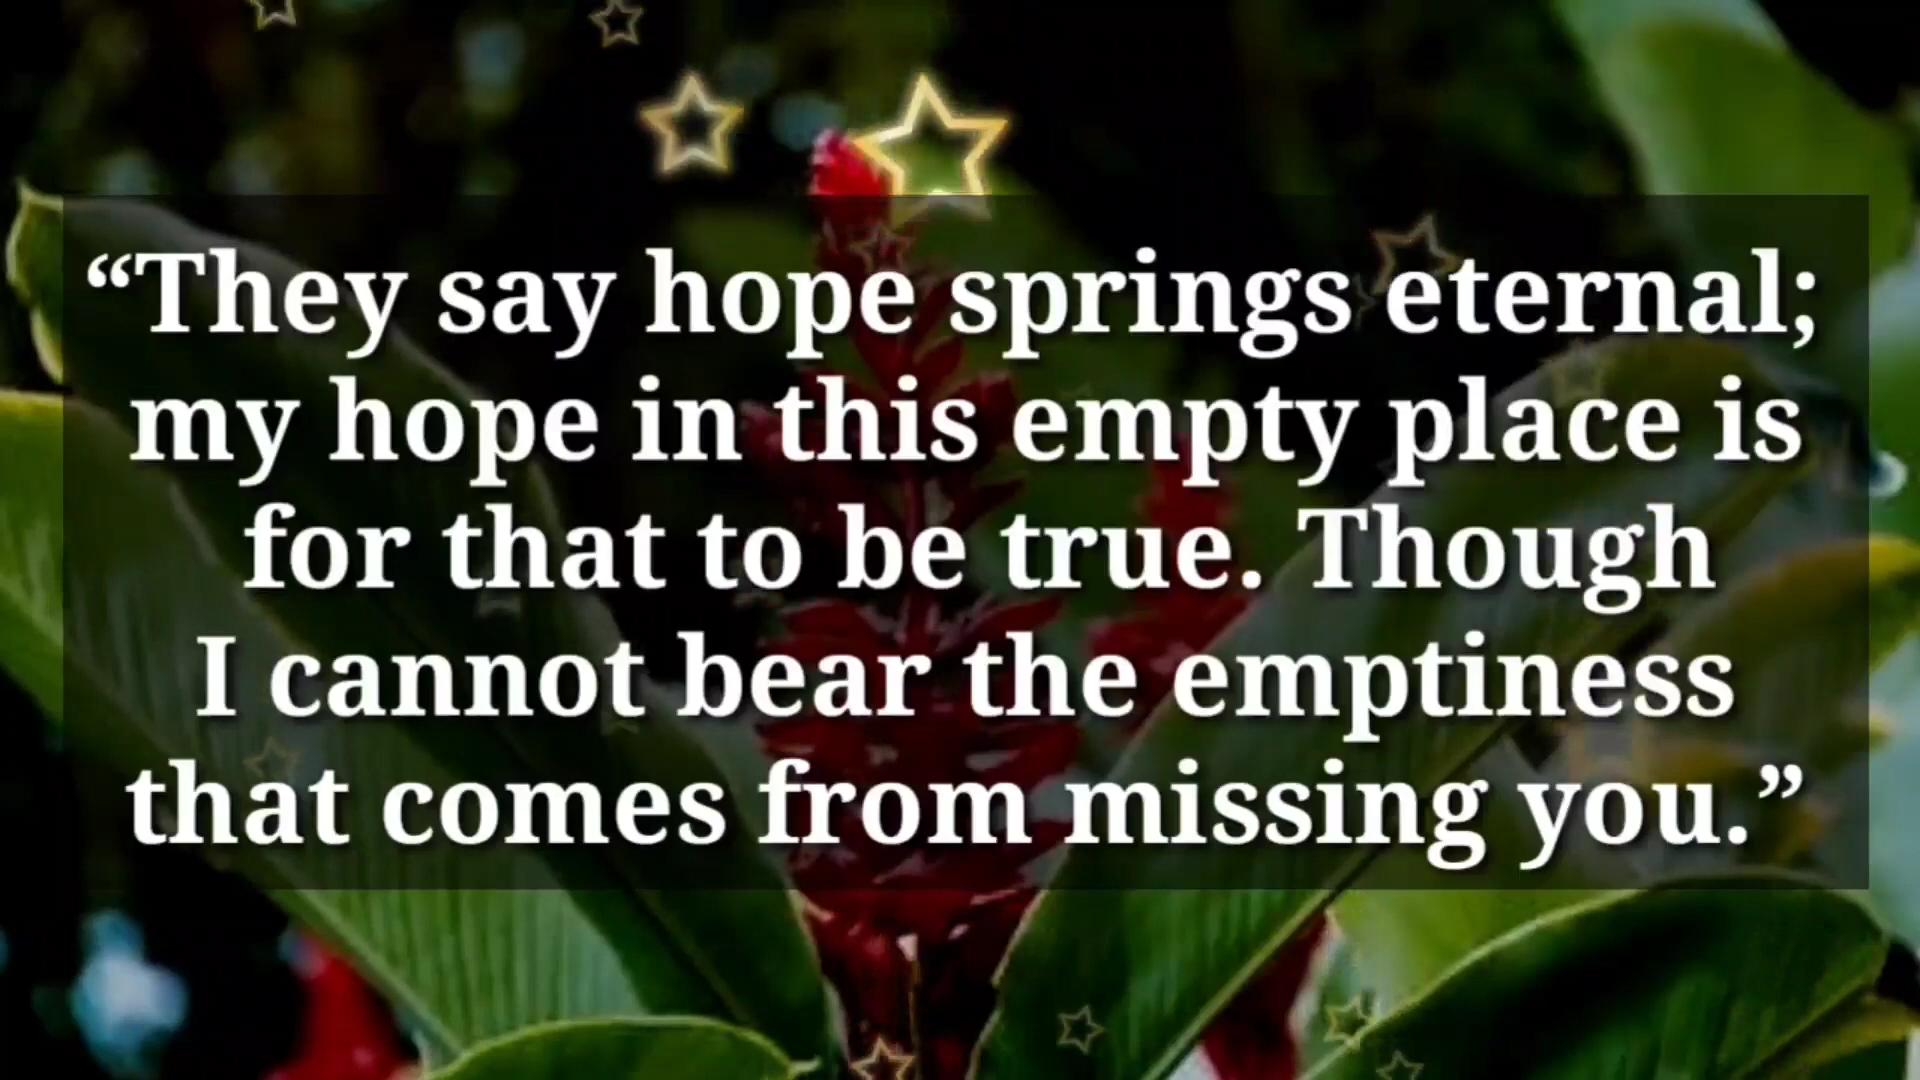 “They say hope springs eternal;
my hope in this empty place is
for that to be true. Though
I cannot bear the emptiness
that comes from missing you.”